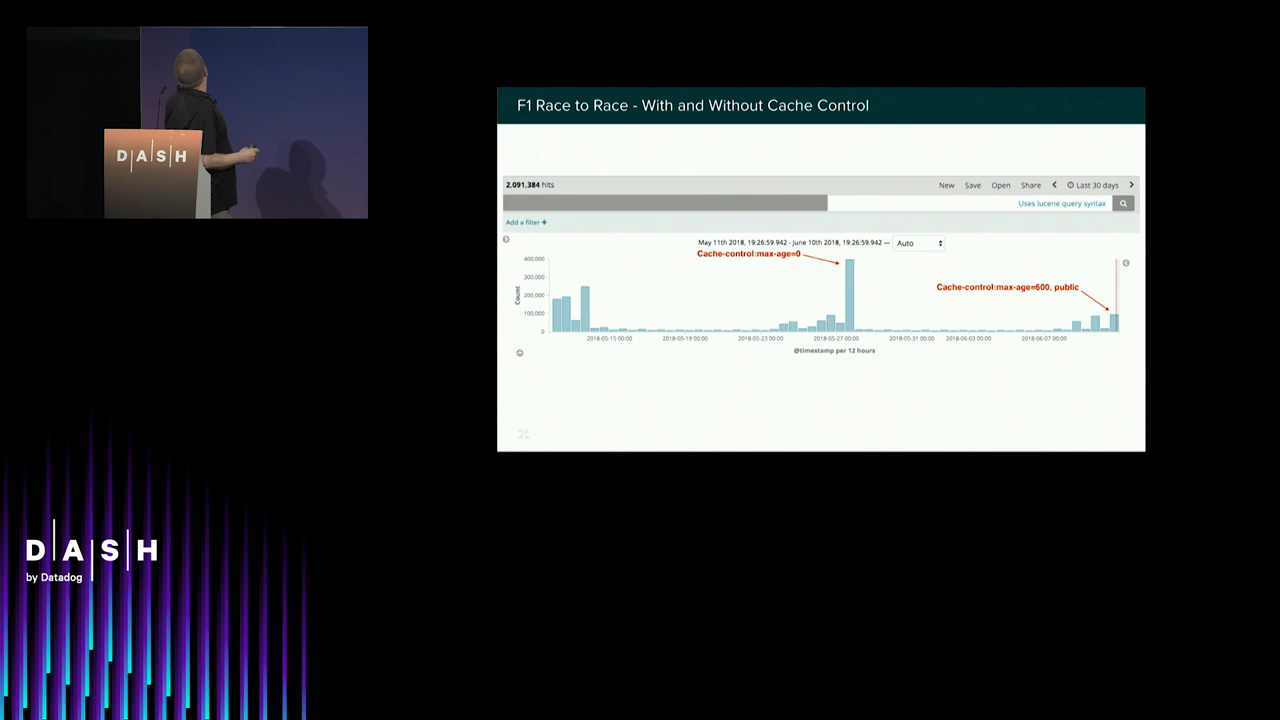 DASH
F1 Race to Race - With and Without Cache Control
2,091,384 hits
New Save Open Share Last 30 days
Uses lucene query syntax
Add a filter +
May 11th 2018, 19:26:59.942 - June 10th 2018, 19:26:59.942 — Auto
Cache-control:max-age=0
Cache-control:max-age=600, public
Count
400,000
300,000
200,000
100,000
0
2018-05-15 00:00 2018-05-19 00:00 2018-05-23 00:00 2018-05-27 00:00 2018-05-31 00:00 2018-06-03 00:00 2018-06-07 00:00
@timestamp per 12 hours
DASH
by Datadog